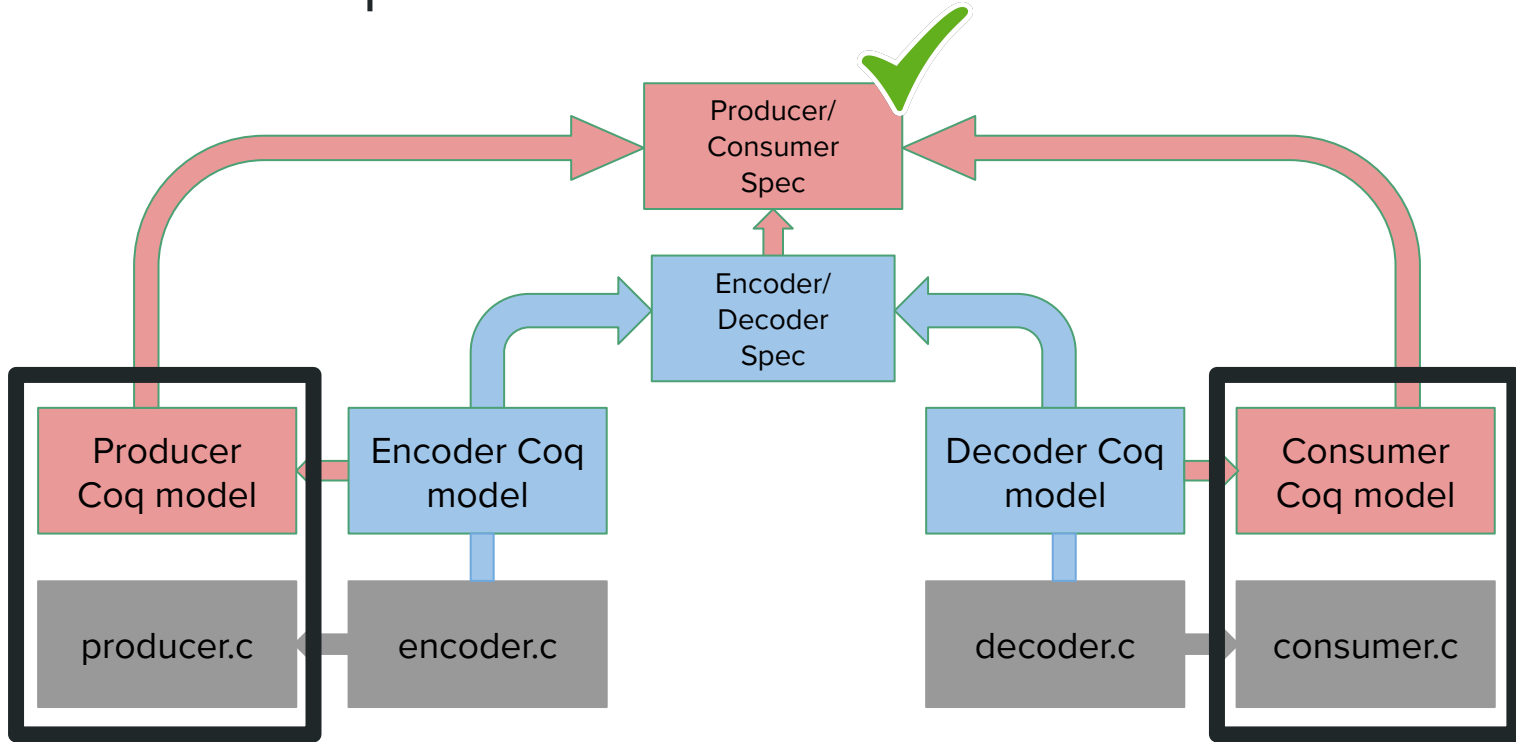 Producer/
Consumer
Spec
Encoder/
Decoder
Spec
Producer
Coq model
Encoder Coq
model
Decoder Coq
model
Consumer
Coq model
producer.c
encoder.c
decoder.c
consumer.c